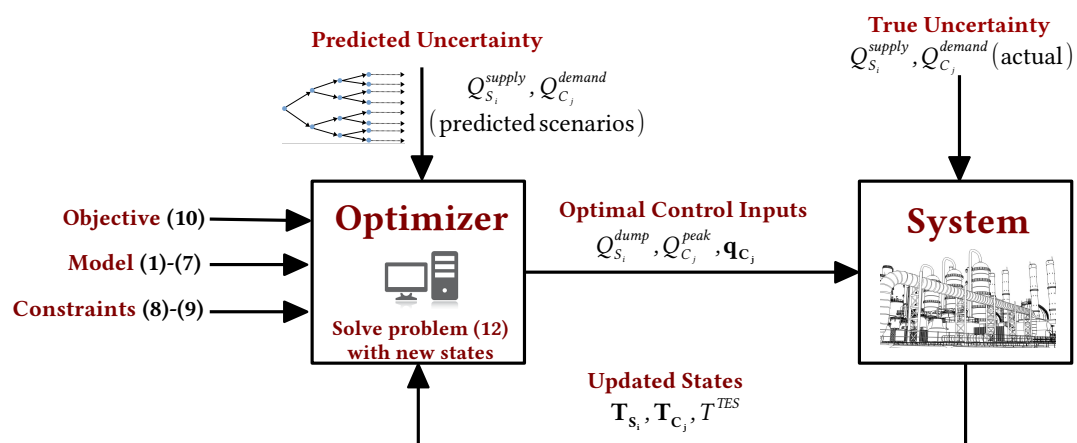 Predicted Uncertainty
Q_{S_i}^{supply}, Q_{C_j}^{demand}
(predicted scenarios)
True Uncertainty
Q_{S_i}^{supply}, Q_{C_j}^{demand} (actual)
Objective (10)
Model (1)-(7)
Constraints (8)-(9)
Optimizer
Solve problem (12)
with new states
Optimal Control Inputs
Q_{S_i}^{dump}, Q_{C_j}^{peak}, q_{C_j}
System
Updated States
T_{S_i}, T_{C_j}, T^{TES}